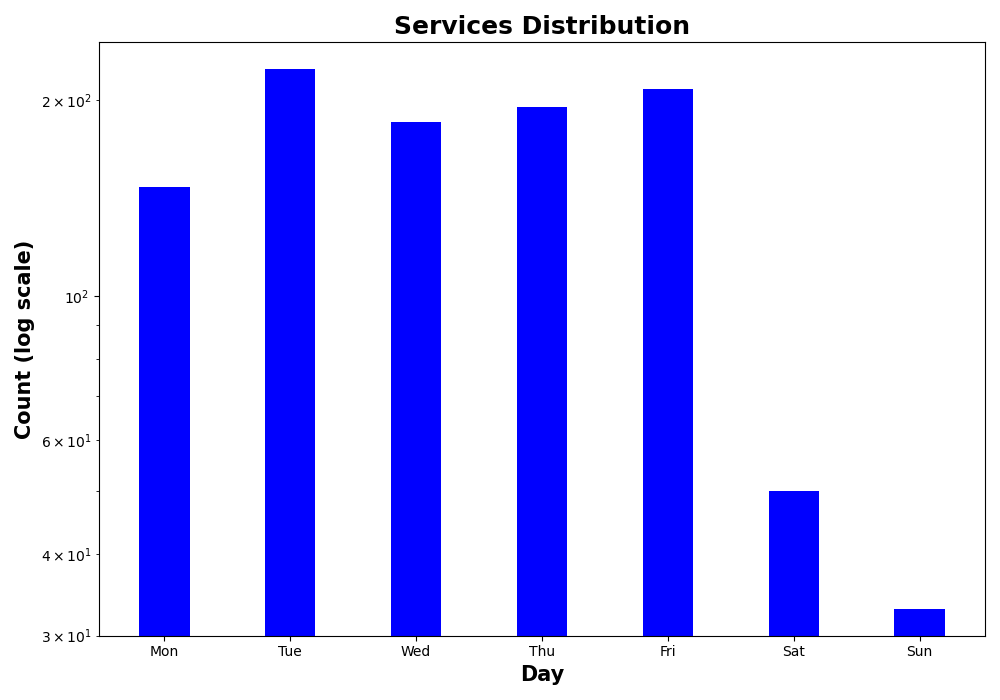 Services Distribution
Count (log scale)
2 × 10²
10²
6 × 10¹
4 × 10¹
3 × 10¹
Mon Tue Wed Thu Fri Sat Sun
Day